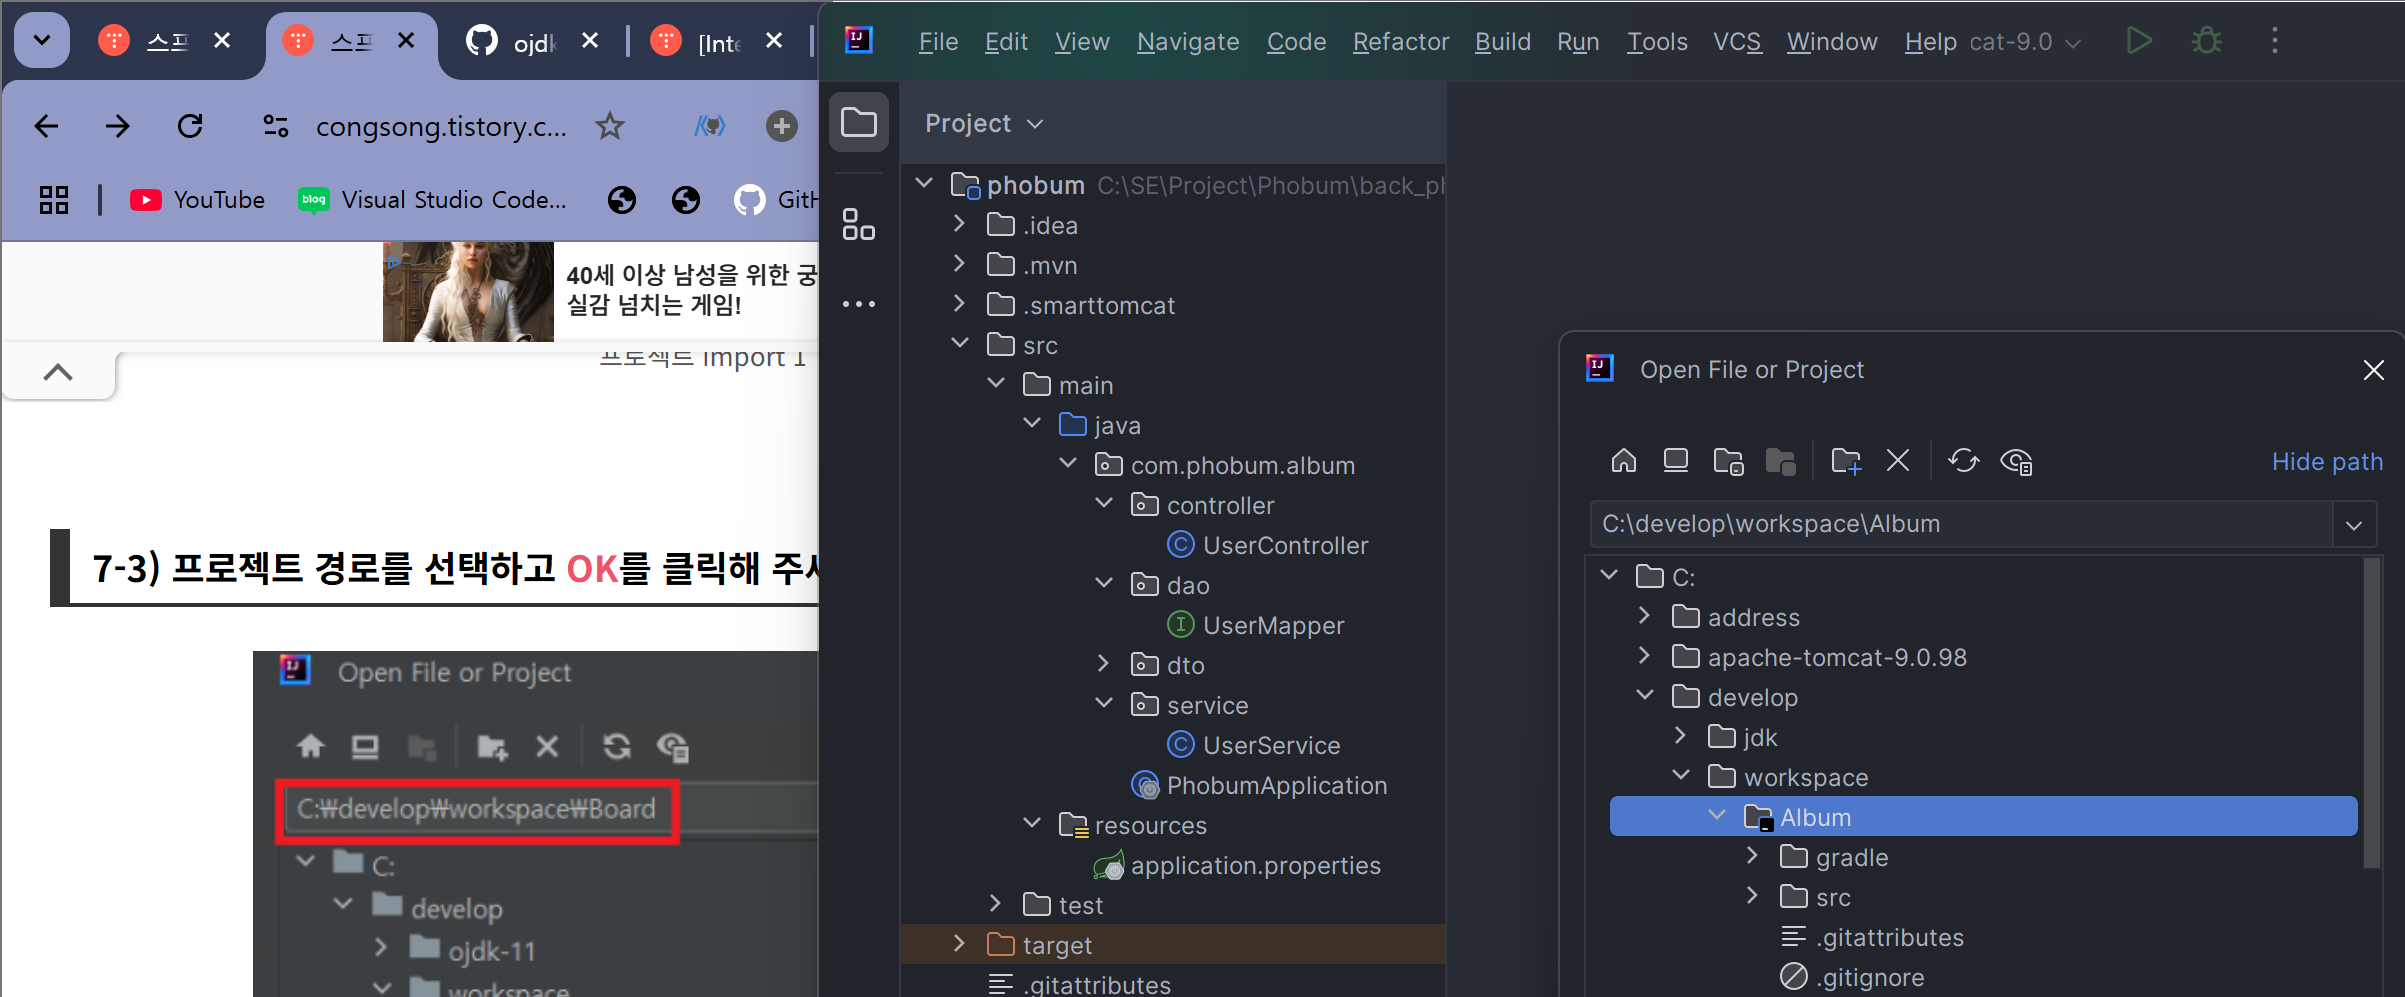 스프
스프
ojdk
[Inte
congsong.tistory.c...
YouTube
blog
Visual Studio Code...
GitH
40세 이상 남성을 위한 궁
실감 넘치는 게임!
프로젝트 import 1
7-3) 프로젝트 경로를 선택하고 OK를 클릭해 주세
Open File or Project
C:₩develop₩workspace₩Board
C:
develop
ojdk-11
workspace
File Edit View Navigate Code Refactor Build Run Tools VCS Window Help cat-9.0
Project
phobum C:\SE\Project\Phobum\back_ph
.idea
.mvn
.smarttomcat
src
main
java
com.phobum.album
controller
UserController
dao
UserMapper
dto
service
UserService
PhobumApplication
resources
application.properties
test
target
.gitattributes
Open File or Project
Hide path
C:\develop\workspace\Album
C:
address
apache-tomcat-9.0.98
develop
jdk
workspace
Album
gradle
src
.gitattributes
.gitignore